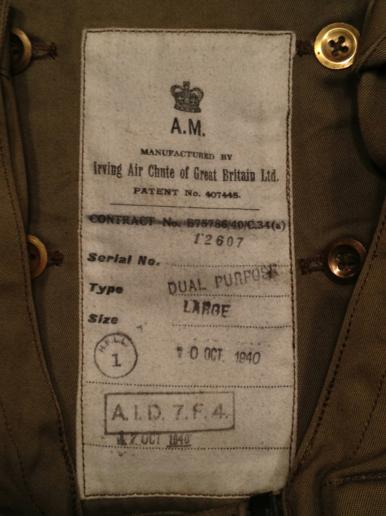 A.M.
MANUFACTURED BY
Irving Air Chute of Great Britain Ltd.
PATENT No. 407445.
CONTRACT No. B75786/40/C.34(a)
12607
Serial No.
Type DUAL PURPOSE
Size LARGE
1 10 OCT 1940
A.I.D. 7.F.4.
OCT 1940